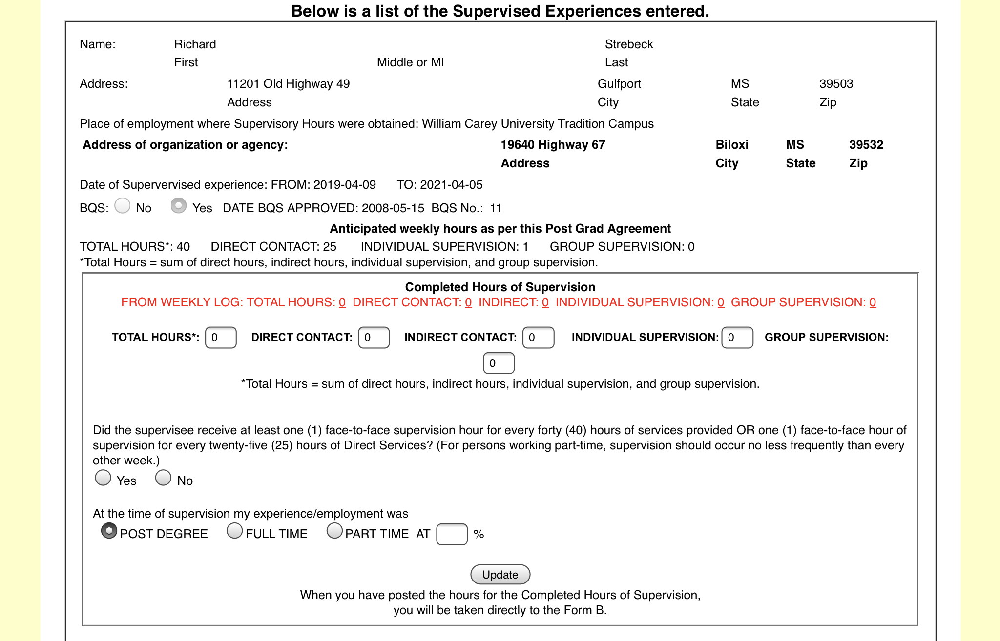 Below is a list of the Supervised Experiences entered.
Name: Richard Strebeck
First Middle or MI Last
Address: 11201 Old Highway 49 Gulfport MS 39503
Address City State Zip
Place of employment where Supervisory Hours were obtained: William Carey University Tradition Campus
Address of organization or agency: 19640 Highway 67 Biloxi MS 39532
Address City State Zip
Date of Supervervised experience: FROM: 2019-04-09 TO: 2021-04-05
BQS: No Yes DATE BQS APPROVED: 2008-05-15 BQS No.: 11
Anticipated weekly hours as per this Post Grad Agreement
TOTAL HOURS*: 40 DIRECT CONTACT: 25 INDIVIDUAL SUPERVISION: 1 GROUP SUPERVISION: 0
*Total Hours = sum of direct hours, indirect hours, individual supervision, and group supervision.
Completed Hours of Supervision
FROM WEEKLY LOG: TOTAL HOURS: 0 DIRECT CONTACT: 0 INDIRECT: 0 INDIVIDUAL SUPERVISION: 0 GROUP SUPERVISION: 0
TOTAL HOURS*: 0 DIRECT CONTACT: 0 INDIRECT CONTACT: 0 INDIVIDUAL SUPERVISION: 0 GROUP SUPERVISION:
0
*Total Hours = sum of direct hours, indirect hours, individual supervision, and group supervision.
Did the supervisee receive at least one (1) face-to-face supervision hour for every forty (40) hours of services provided OR one (1) face-to-face hour of
supervision for every twenty-five (25) hours of Direct Services? (For persons working part-time, supervision should occur no less frequently than every
other week.)
Yes No
At the time of supervision my experience/employment was
POST DEGREE FULL TIME PART TIME AT %
Update
When you have posted the hours for the Completed Hours of Supervision,
you will be taken directly to the Form B.